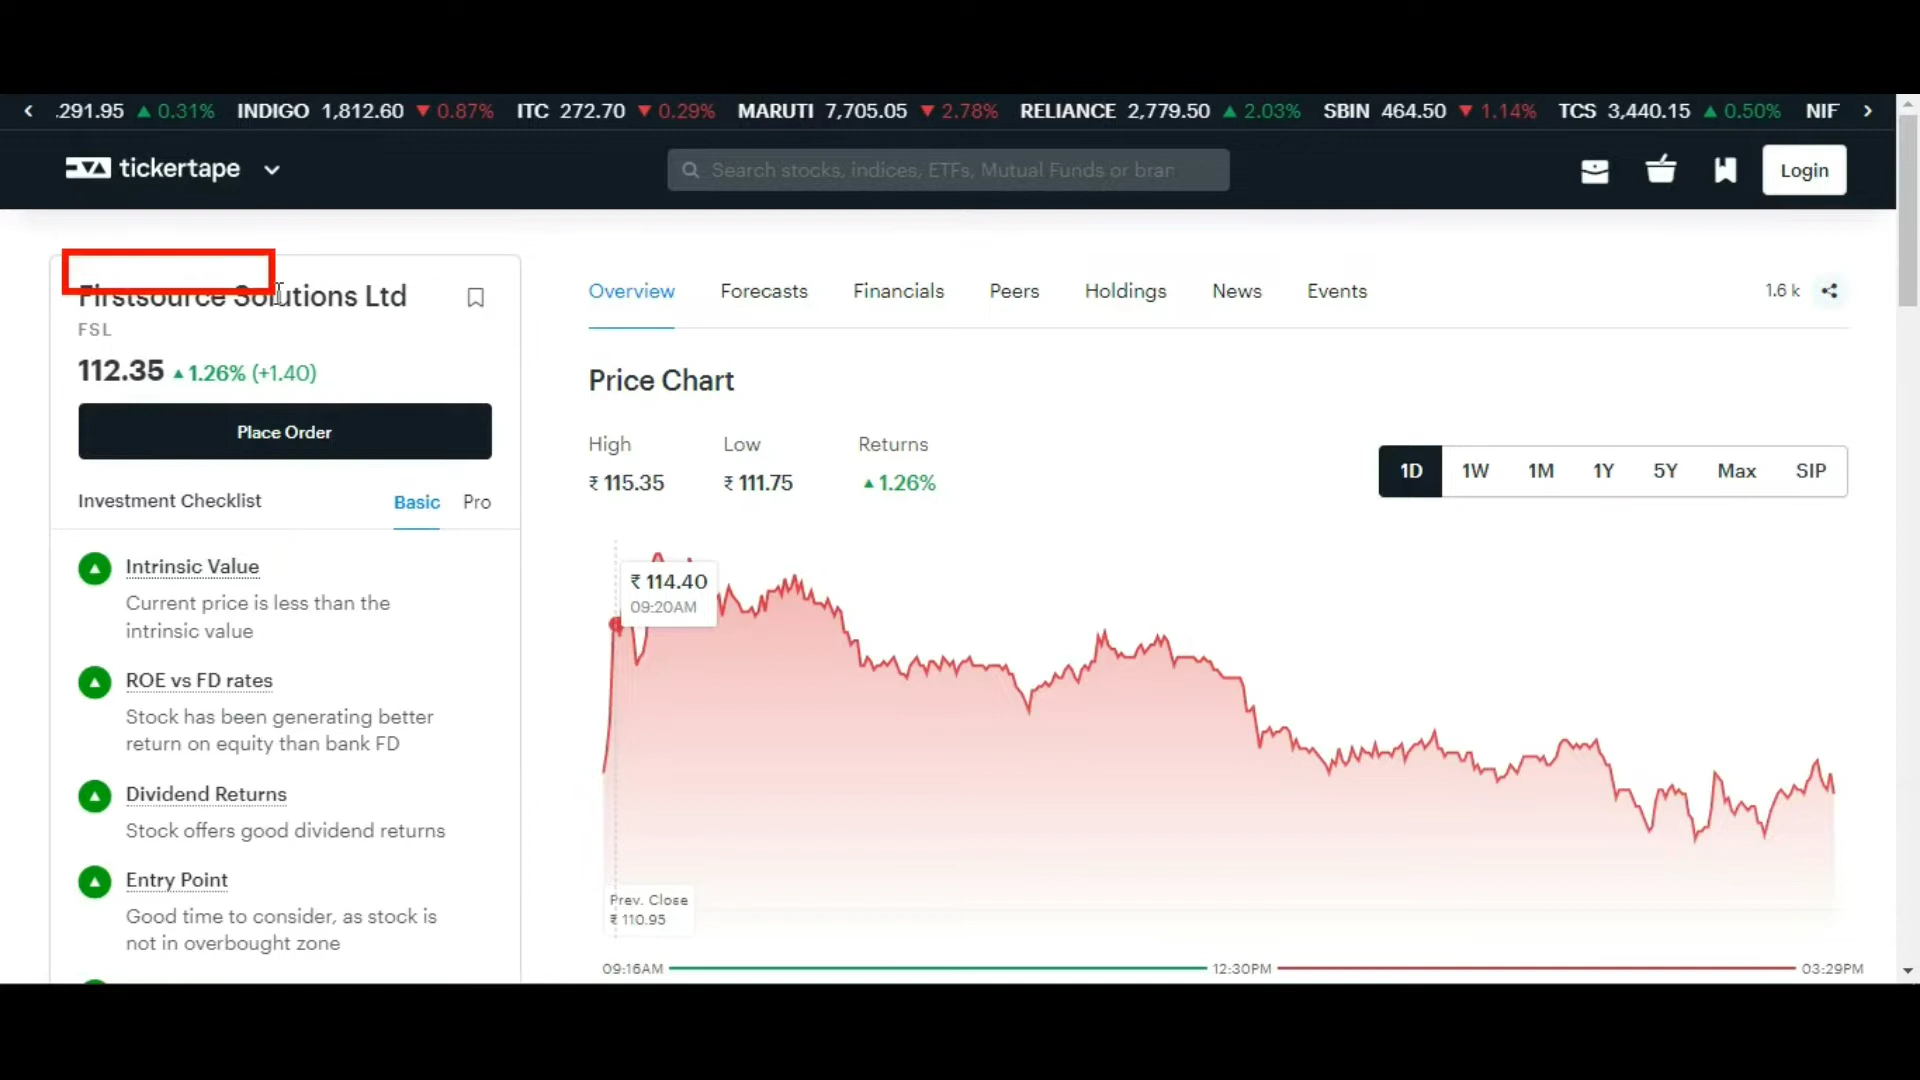 .291.95 ▲ 0.31% INDIGO 1,812.60 ▼ 0.87% ITC 272.70 ▼ 0.29% MARUTI 7,705.05 ▼ 2.78% RELIANCE 2,779.50 ▲ 2.03% SBIN 464.50 ▼ 1.14% TCS 3,440.15 ▲ 0.50% NIF
tickertape
Search stocks, indices, ETFs, Mutual Funds or bran
Login
Firstsource Solutions Ltd
FSL
112.35 ▲ 1.26% (+1.40)
Place Order
Investment Checklist Basic Pro
Intrinsic Value
Current price is less than the
intrinsic value
ROE vs FD rates
Stock has been generating better
return on equity than bank FD
Dividend Returns
Stock offers good dividend returns
Entry Point
Good time to consider, as stock is
not in overbought zone
Overview Forecasts Financials Peers Holdings News Events
1.6 k
Price Chart
High Low Returns
₹ 115.35 ₹ 111.75 ▲ 1.26%
1D 1W 1M 1Y 5Y Max SIP
₹ 114.40
09:20AM
Prev. Close
₹ 110.95
09:16AM 12:30PM 03:29PM